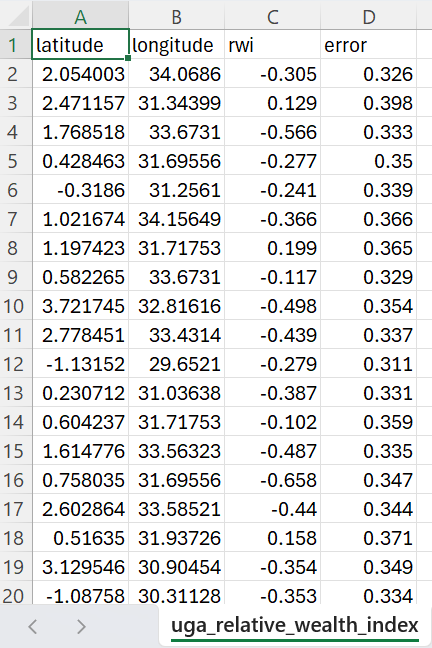 A B C D
1 latitude longitude rwi error
2 2.054003 34.0686 -0.305 0.326
3 2.471157 31.34399 0.129 0.398
4 1.768518 33.6731 -0.566 0.333
5 0.428463 31.69556 -0.277 0.35
6 -0.3186 31.2561 -0.241 0.339
7 1.021674 34.15649 -0.366 0.366
8 1.197423 31.71753 0.199 0.365
9 0.582265 33.6731 -0.117 0.329
10 3.721745 32.81616 -0.498 0.354
11 2.778451 33.4314 -0.439 0.337
12 -1.13152 29.6521 -0.279 0.311
13 0.230712 31.03638 -0.387 0.331
14 0.604237 31.71753 -0.102 0.359
15 1.614776 33.56323 -0.487 0.335
16 0.758035 31.69556 -0.658 0.347
17 2.602864 33.58521 -0.44 0.344
18 0.51635 31.93726 0.158 0.371
19 3.129546 30.90454 -0.354 0.349
20 -1.08758 30.31128 -0.353 0.334
uga_relative_wealth_index